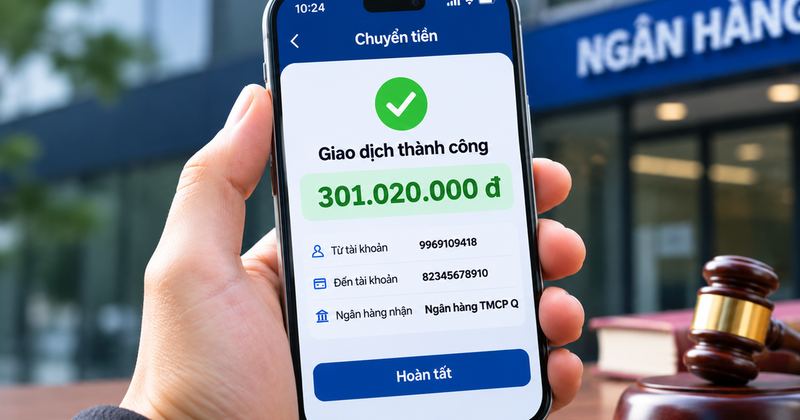 10:24
NGÂN HÀNG
Chuyển tiền
Giao dịch thành công
301.020.000 đ
Từ tài khoản 9969109418
Đến tài khoản 82345678910
Ngân hàng nhận Ngân hàng TMCP Q
Hoàn tất